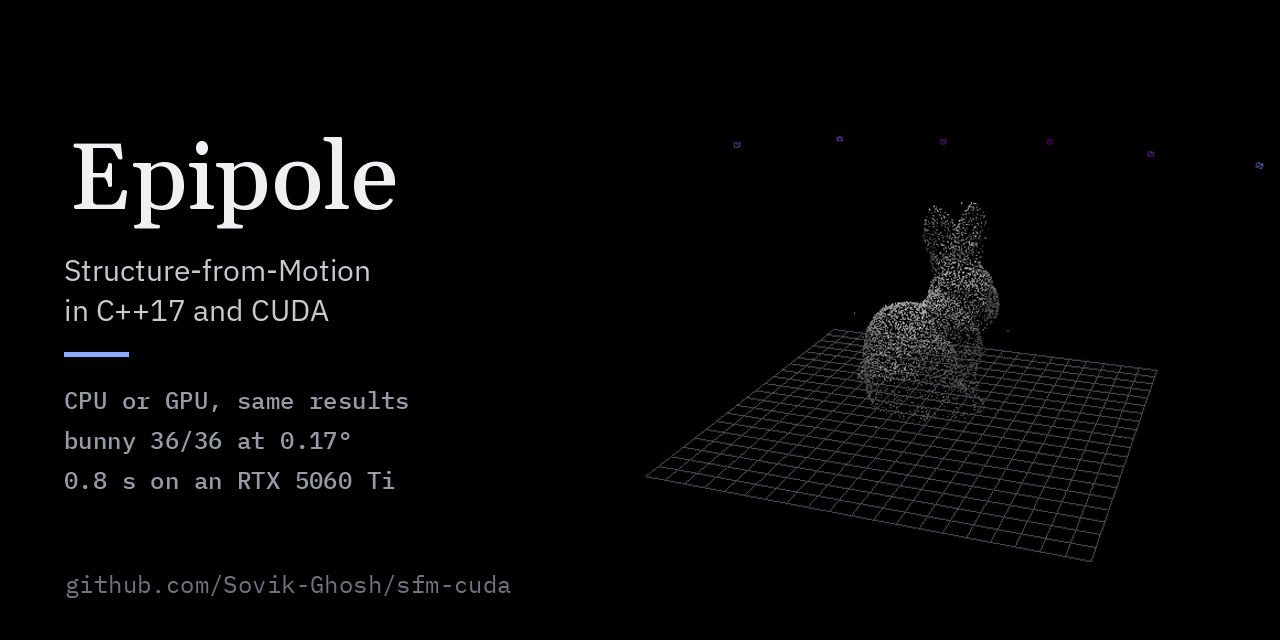 Epipole
Structure-from-Motion
in C++17 and CUDA
CPU or GPU, same results
bunny 36/36 at 0.17°
0.8 s on an RTX 5060 Ti
github.com/Sovik-Ghosh/sfm-cuda